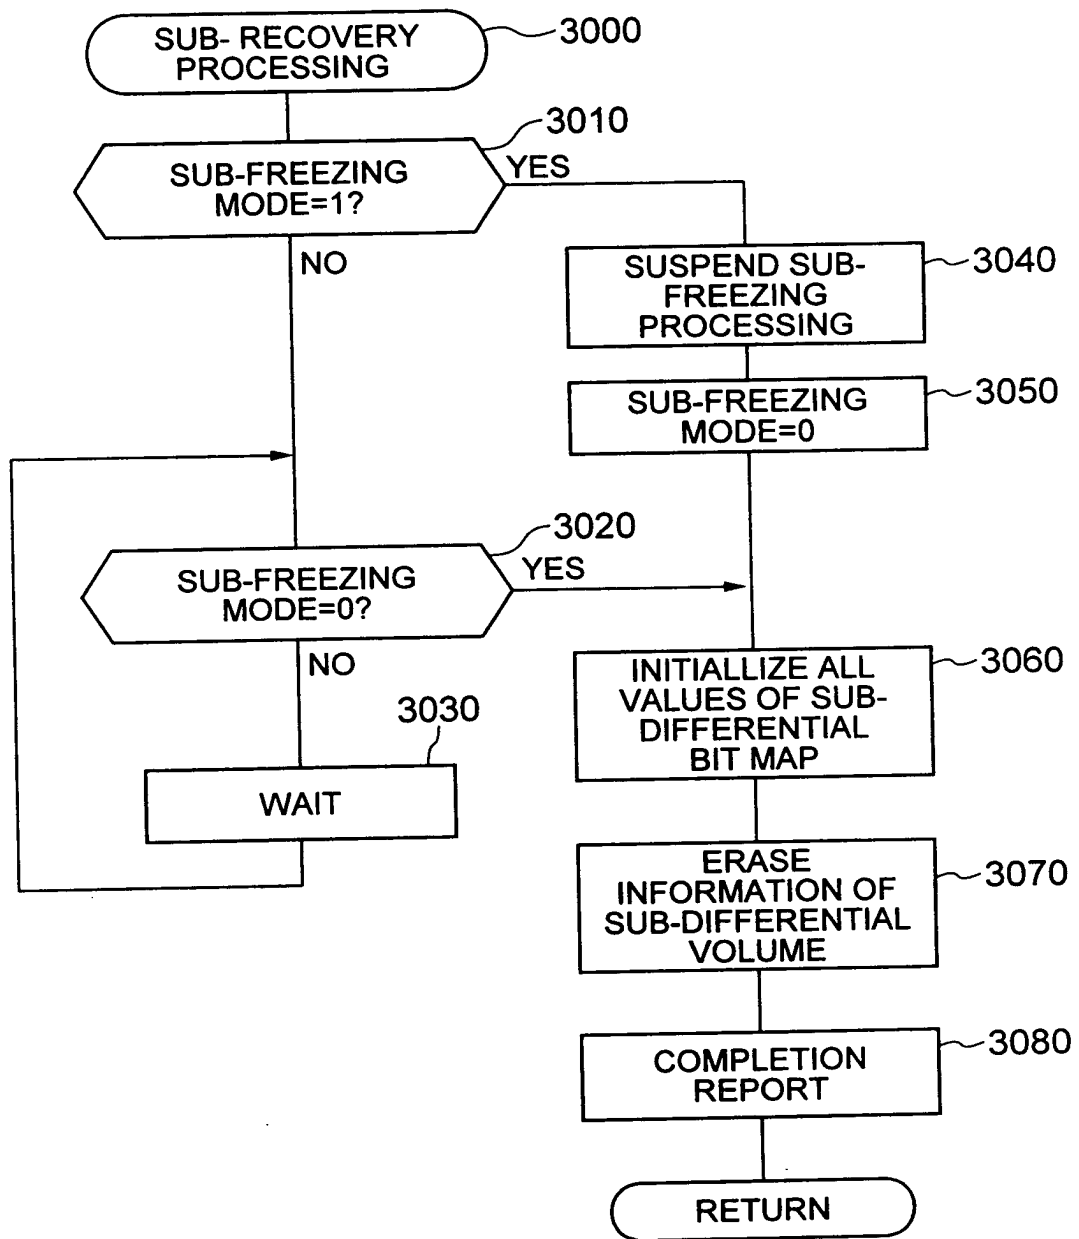 SUB- RECOVERY
PROCESSING
3000
3010
SUB-FREEZING
MODE=1?
YES
NO
SUSPEND SUB-
FREEZING
PROCESSING
3040
SUB-FREEZING
MODE=0
3050
3020
SUB-FREEZING
MODE=0?
YES
NO
3030
WAIT
INITIALLIZE ALL
VALUES OF SUB-
DIFFERENTIAL
BIT MAP
3060
ERASE
INFORMATION OF
SUB-DIFFERENTIAL
VOLUME
3070
COMPLETION
REPORT
3080
RETURN